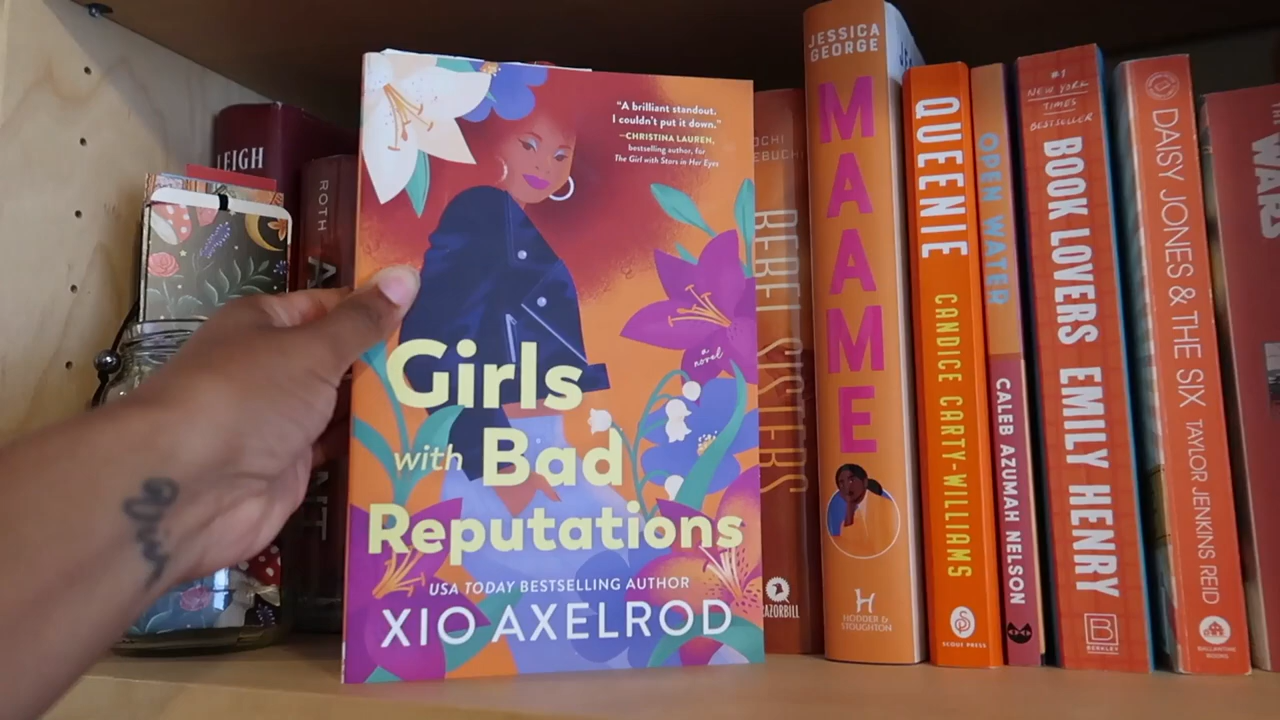 "A brilliant standout.
I couldn't put it down."
—CHRISTINA LAUREN,
bestselling author, for
The Girl with Stars in Her Eyes
a
novel
Girls
with Bad
Reputations
USA TODAY BESTSELLING AUTHOR
XIO AXELROD
LEIGH
ROTH
REBEL SISTERS
RAZORBILL
JESSICA
GEORGE
MAAME
HODDER &
STOUGHTON
QUEENIE CANDICE CARTY-WILLIAMS
SCOUT PRESS
OPEN WATER CALEB AZUMAH NELSON
#1
NEW YORK
TIMES
BESTSELLER
BOOK LOVERS EMILY HENRY
B
BERKLEY
DAISY JONES & THE SIX TAYLOR JENKINS REID
BALLANTINE
BOOKS
WARS